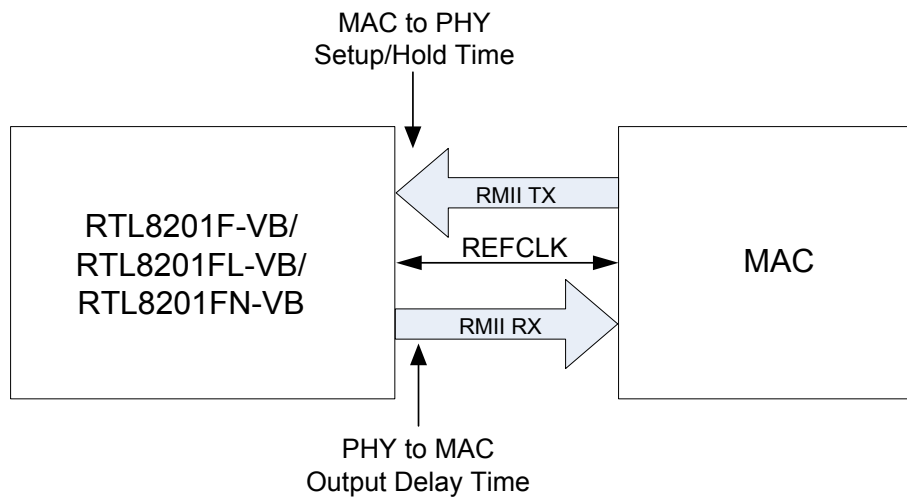 MAC to PHY
Setup/Hold Time
RTL8201F-VB/
RTL8201FL-VB/
RTL8201FN-VB
RMII TX
REFCLK
RMII RX
MAC
PHY to MAC
Output Delay Time